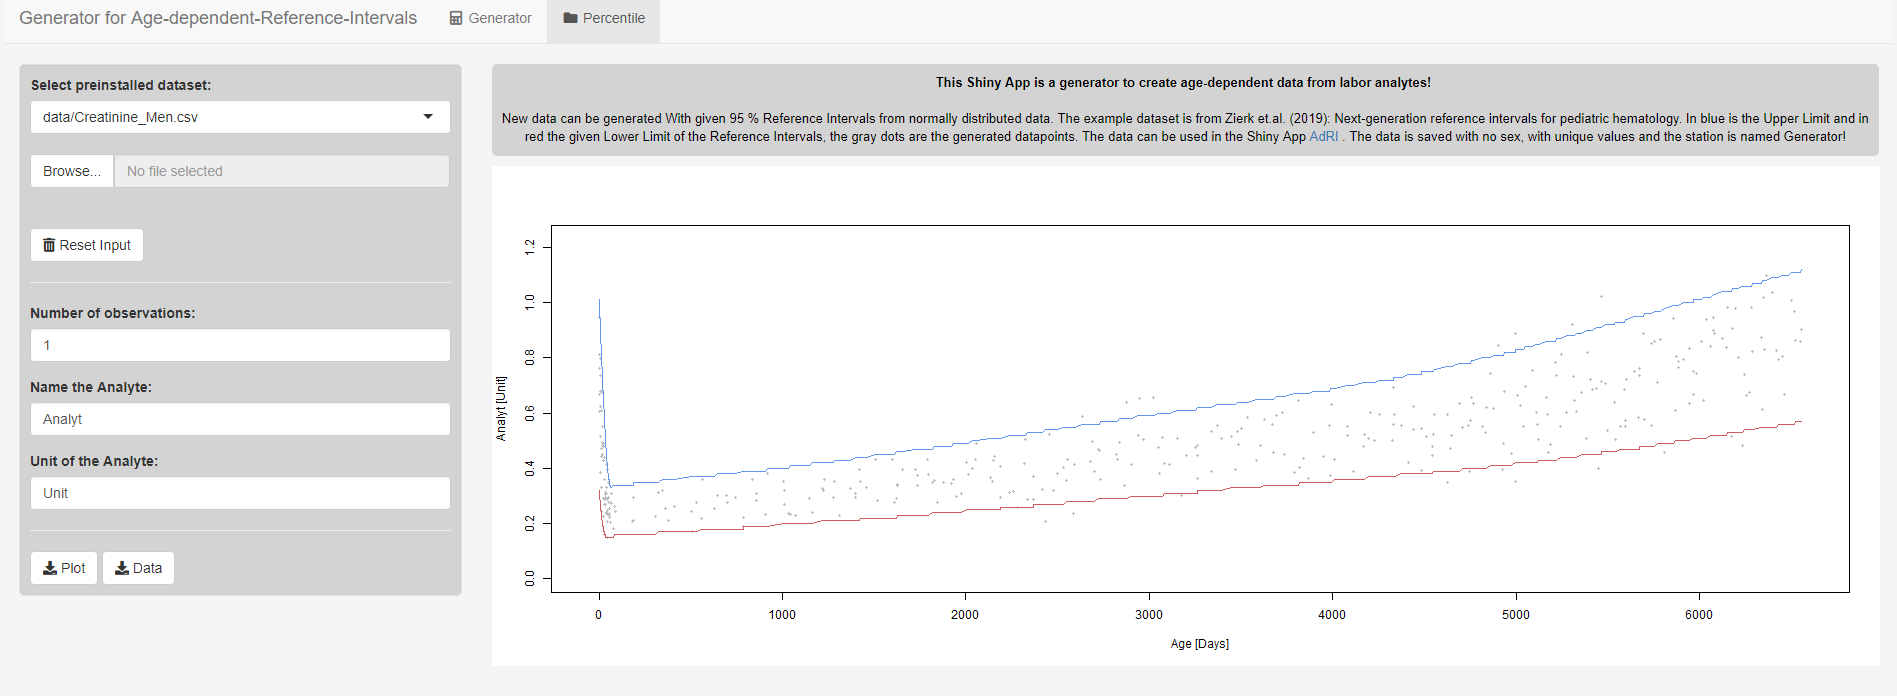 Generator for Age-dependent-Reference-Intervals
Generator
Percentile
Select preinstalled dataset:
data/Creatinine_Men.csv
Browse...
No file selected
Reset Input
Number of observations:
1
Name the Analyte:
Analyt
Unit of the Analyte:
Unit
Plot
Data
This Shiny App is a generator to create age-dependent data from labor analytes!
New data can be generated With given 95 % Reference Intervals from normally distributed data. The example dataset is from Zierk et.al. (2019): Next-generation reference intervals for pediatric hematology. In blue is the Upper Limit and in
red the given Lower Limit of the Reference Intervals, the gray dots are the generated datapoints. The data can be used in the Shiny App AdRI . The data is saved with no sex, with unique values and the station is named Generator!
Analyt [Unit]
1.2
1.0
0.8
0.6
0.4
0.2
0.0
0
1000
2000
3000
4000
5000
6000
Age [Days]